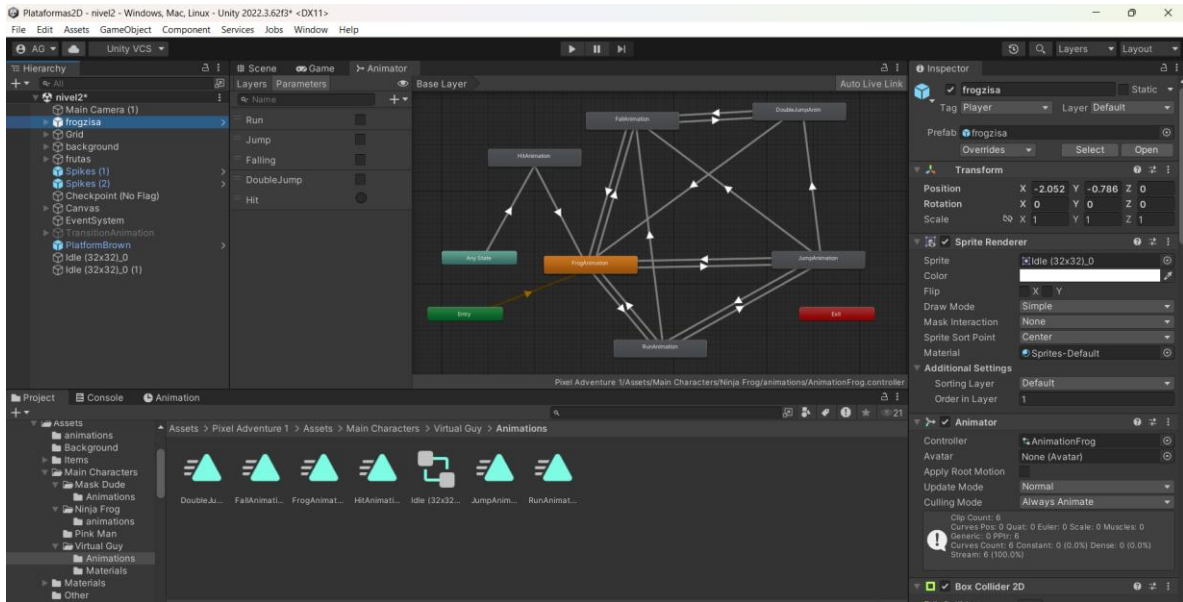 Plataformas2D - nivel2 - Windows, Mac, Linux - Unity 2022.3.62f3* <DX11>
File Edit Assets GameObject Component Services Jobs Window Help
AG Unity VCS Layers Layout
Hierarchy
All
nivel2*
Main Camera (1)
frogzisa
Grid
background
frutas
Spikes (1)
Spikes (2)
Checkpoint (No Flag)
Canvas
EventSystem
TransitionAnimation
PlatformBrown
Idle (32x32)_0
Idle (32x32)_0 (1)
Scene Game Animator
Layers Parameters Base Layer Auto Live Link
Name
Run
Jump
Falling
DoubleJump
Hit
FallAnimation
DoubleJumpAnim
HitAnimation
Any State
FrogAnimation
JumpAnimation
Entry
Exit
RunAnimation
Pixel Adventure 1/Assets/Main Characters/Ninja Frog/animations/AnimationFrog.controller
Inspector
frogzisa Static
Tag Player Layer Default
Prefab frogzisa
Overrides Select Open
Transform
Position X -2.052 Y -0.786 Z 0
Rotation X 0 Y 0 Z 0
Scale X 1 Y 1 Z 1
Sprite Renderer
Sprite Idle (32x32)_0
Color
Flip X Y
Draw Mode Simple
Mask Interaction None
Sprite Sort Point Center
Material Sprites-Default
Additional Settings
Sorting Layer Default
Order in Layer 1
Animator
Controller AnimationFrog
Avatar None (Avatar)
Apply Root Motion
Update Mode Normal
Culling Mode Always Animate
Clip Count: 6
Curves Pos: 0 Quat: 0 Euler: 0 Scale: 0 Muscles: 0
Generic: 0 PPtr: 6
Curves Count: 6 Constant: 0 (0.0%) Dense: 0 (0.0%)
Stream: 6 (100.0%)
Box Collider 2D
Project Console Animation
21
Assets
animations
Background
Items
Main Characters
Mask Dude
Animations
Ninja Frog
animations
Pink Man
Virtual Guy
Animations
Materials
Materials
Other
Assets > Pixel Adventure 1 > Assets > Main Characters > Virtual Guy > Animations
DoubleJu... FallAnimati... FrogAnimat... HitAnimati... Idle (32x32... JumpAnim... RunAnimat...